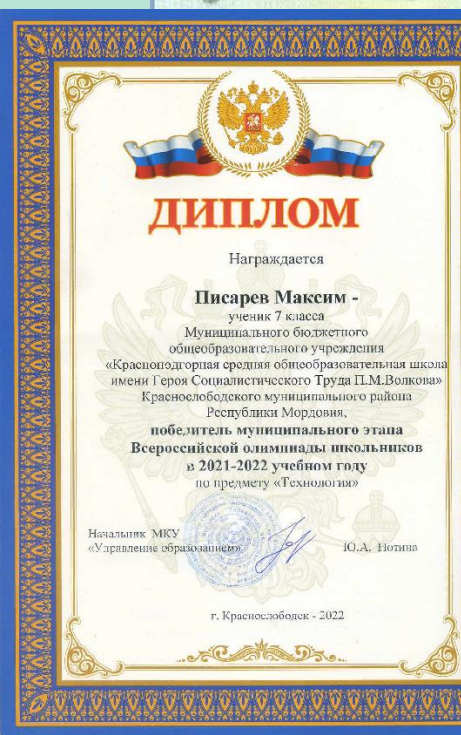 ДИПЛОМ
Награждается
Писарев Максим -
ученик 7 класса
Муниципального бюджетного
общеобразовательного учреждения
«Красноподгорная средняя общеобразовательная школа
имени Героя Социалистического Труда П.М.Волкова»
Краснослободского муниципального района
Республики Мордовия,
победитель муниципального этапа
Всероссийской олимпиады школьников
в 2021-2022 учебном году
по предмету «Технология»
Начальник МКУ
«Управление образованием»
Ю.А.
г. Краснослободск - 2022